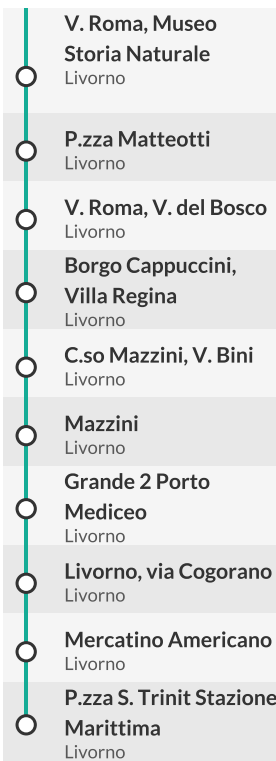 V. Roma, Museo
Storia Naturale
Livorno
P.zza Matteotti
Livorno
V. Roma, V. del Bosco
Livorno
Borgo Cappuccini,
Villa Regina
Livorno
C.so Mazzini, V. Bini
Livorno
Mazzini
Livorno
Grande 2 Porto
Mediceo
Livorno
Livorno, via Cogorano
Livorno
Mercatino Americano
Livorno
P.zza S. Trinit Stazione
Marittima
Livorno